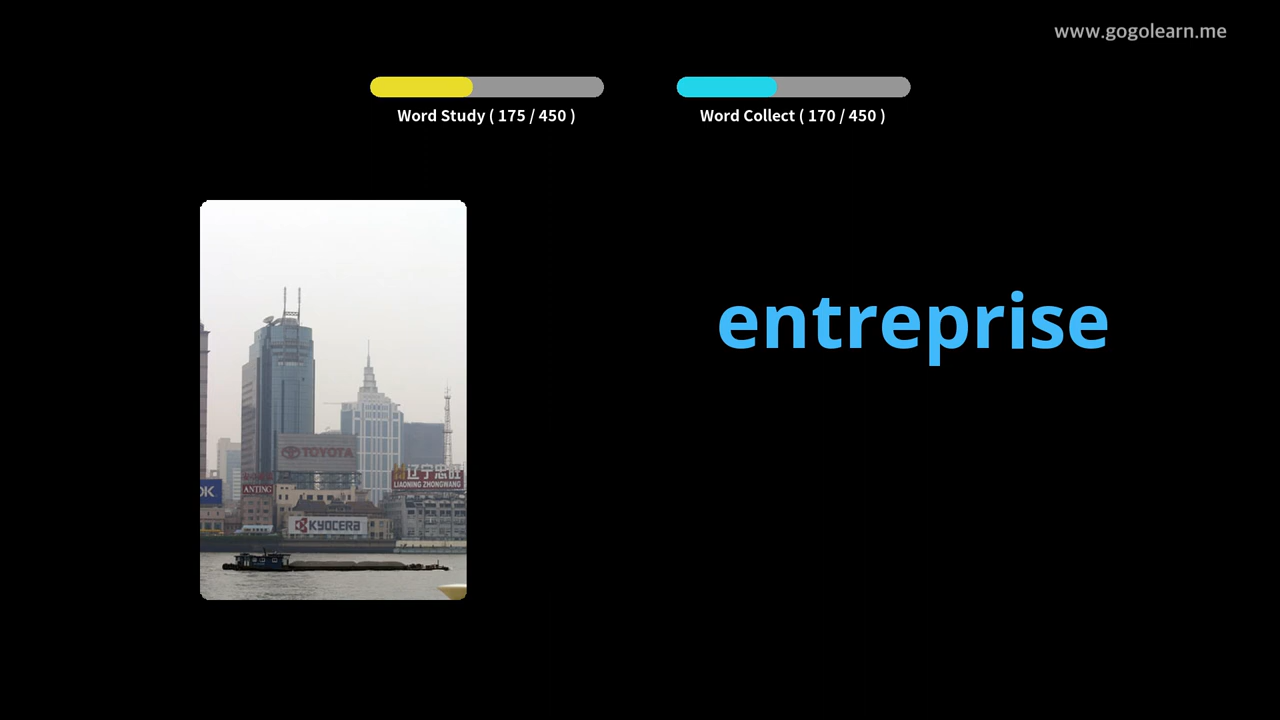 www.gogolearn.me
Word Study ( 175 / 450 )
Word Collect ( 170 / 450 )
entreprise
TOYOTA
辽宁忠旺
LIAONING ZHONGWANG
OK
ANTING
KYOCERA